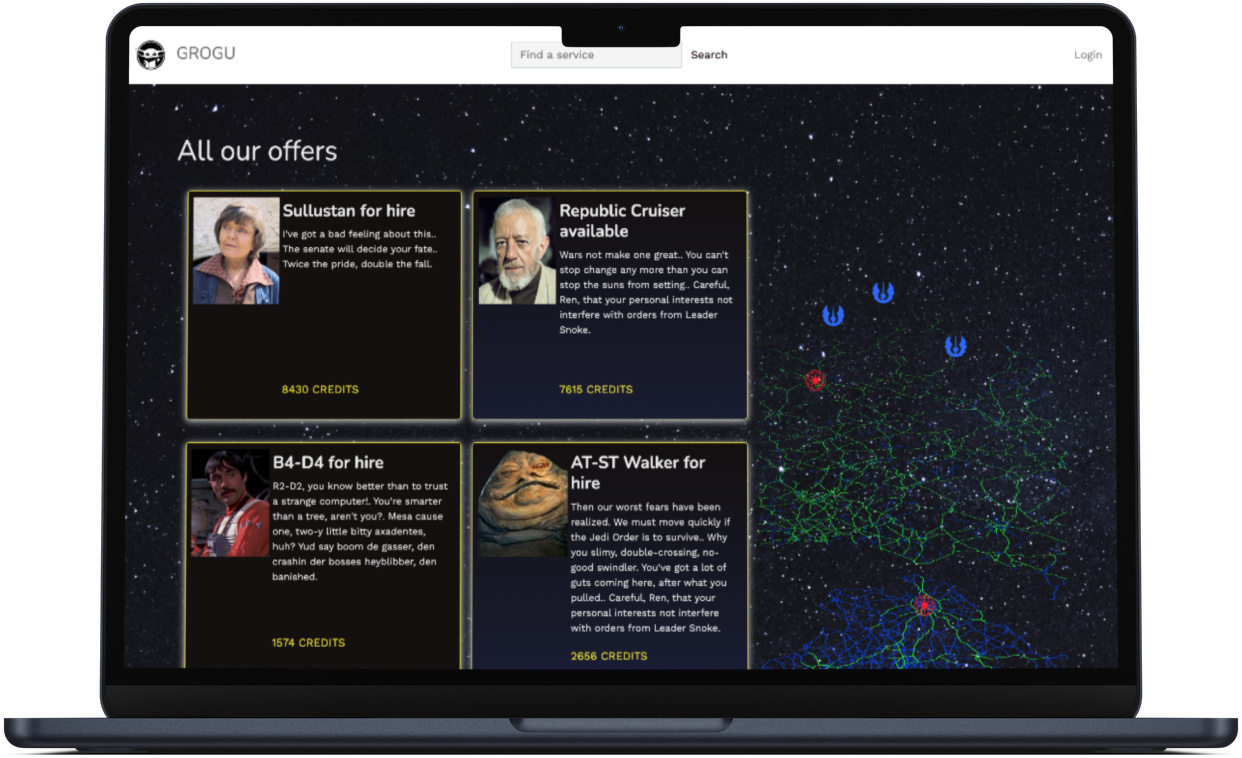 GROGU
Find a service
Search
Login
All our offers
Sullustan for hire
I've got a bad feeling about this..
The senate will decide your fate..
Twice the pride, double the fall.
8430 CREDITS
Republic Cruiser
available
Wars not make one great.. You can't
stop change any more than you can
stop the suns from setting.. Careful,
Ren, that your personal interests not
interfere with orders from Leader
Snoke.
7615 CREDITS
B4-D4 for hire
R2-D2, you know better than to trust
a strange computer!. You're smarter
than a tree, aren't you?. Mesa cause
one, two-y little bitty axadentes,
huh? Yud say boom de gasser, den
crashin der bosses heyblibber, den
banished.
1574 CREDITS
AT-ST Walker for
hire
Then our worst fears have been
realized. We must move quickly if
the Jedi Order is to survive.. Why
you slimy, double-crossing, no-
good swindler. You've got a lot of
guts coming here, after what you
pulled.. Careful, Ren, that your
personal interests not interfere
with orders from Leader Snoke.
2656 CREDITS